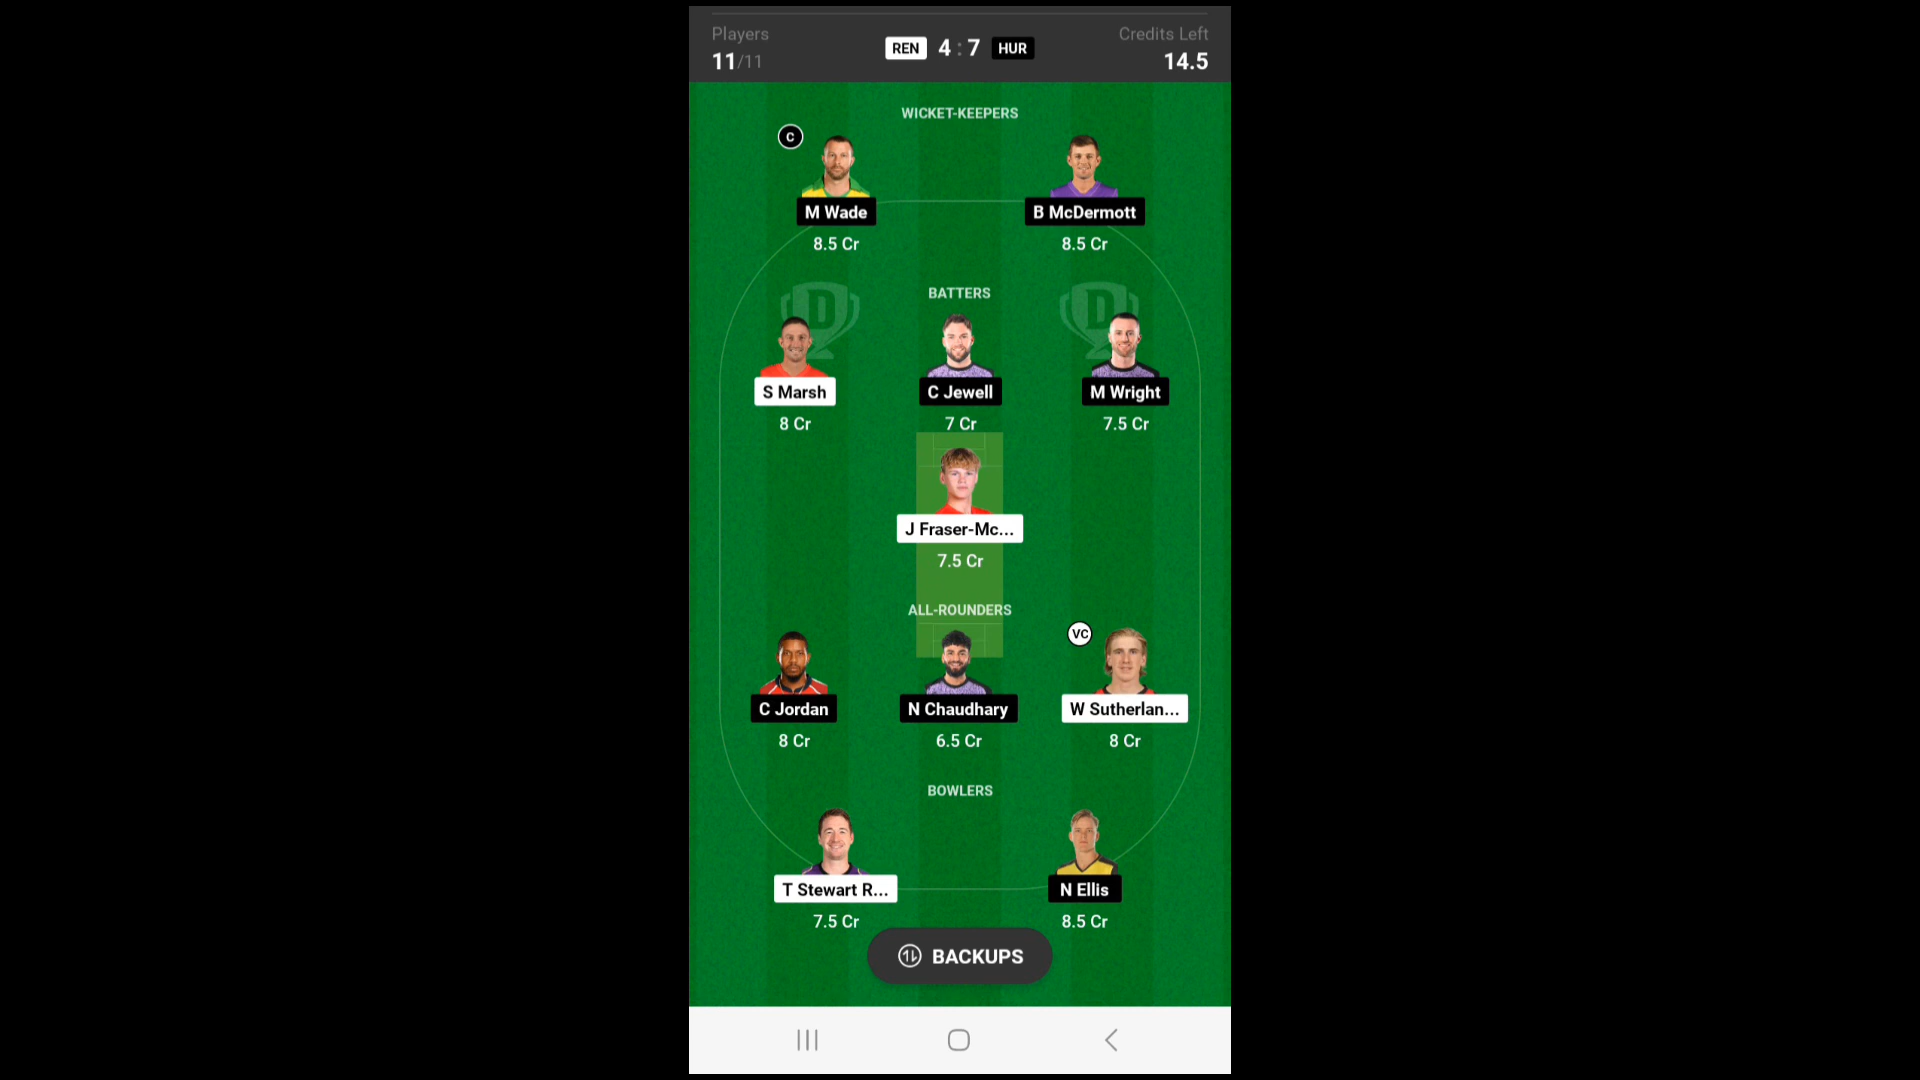 Players
11/11
REN 4 : 7 HUR
Credits Left
14.5
WICKET-KEEPERS
C
M Wade
8.5 Cr
B McDermott
8.5 Cr
BATTERS
D D
S Marsh
8 Cr
C Jewell
7 Cr
M Wright
7.5 Cr
J Fraser-Mc...
7.5 Cr
ALL-ROUNDERS
C Jordan
8 Cr
N Chaudhary
6.5 Cr
VC
W Sutherlan...
8 Cr
BOWLERS
T Stewart R...
7.5 Cr
N Ellis
8.5 Cr
BACKUPS